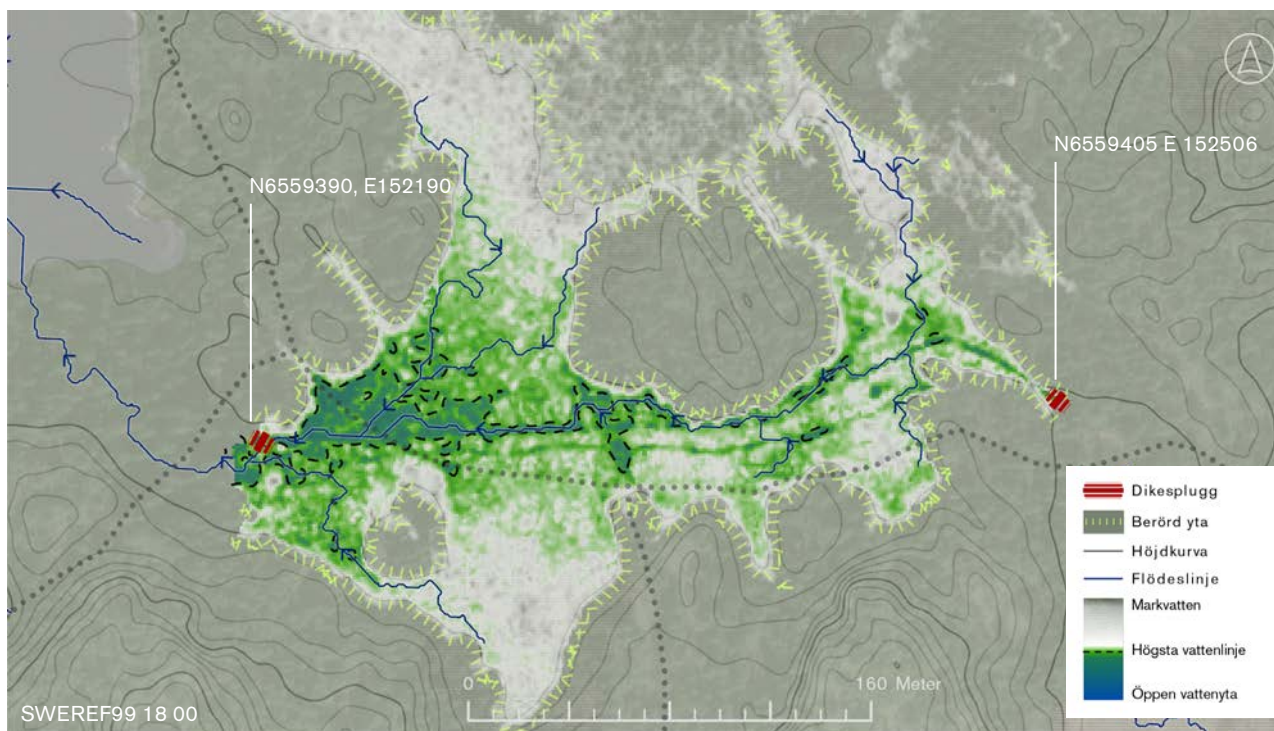 N6559405 E 152506
N6559390, E152190
Dikesplugg
Berörd yta
Höjdkurva
Flödeslinje
Markvatten
Högsta vattenlinje
Öppen vattenyta
0 160 Meter
SWEREF99 18 00